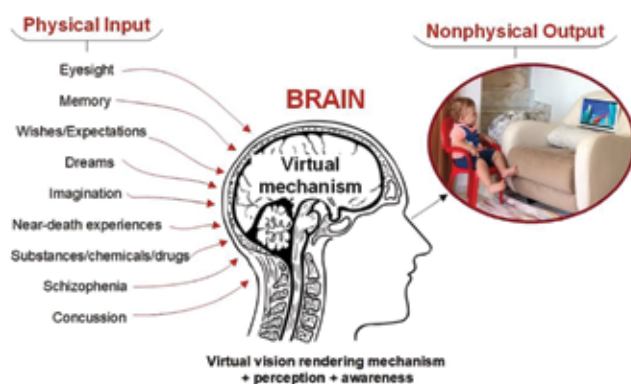 Physical Input
Nonphysical Output
Eyesight
Memory
Wishes/Expectations
Dreams
Imagination
Near-death experiences
Substances/chemicals/drugs
Schizophenia
Concussion
BRAIN
Virtual
mechanism
Virtual vision rendering mechanism
+ perception + awareness